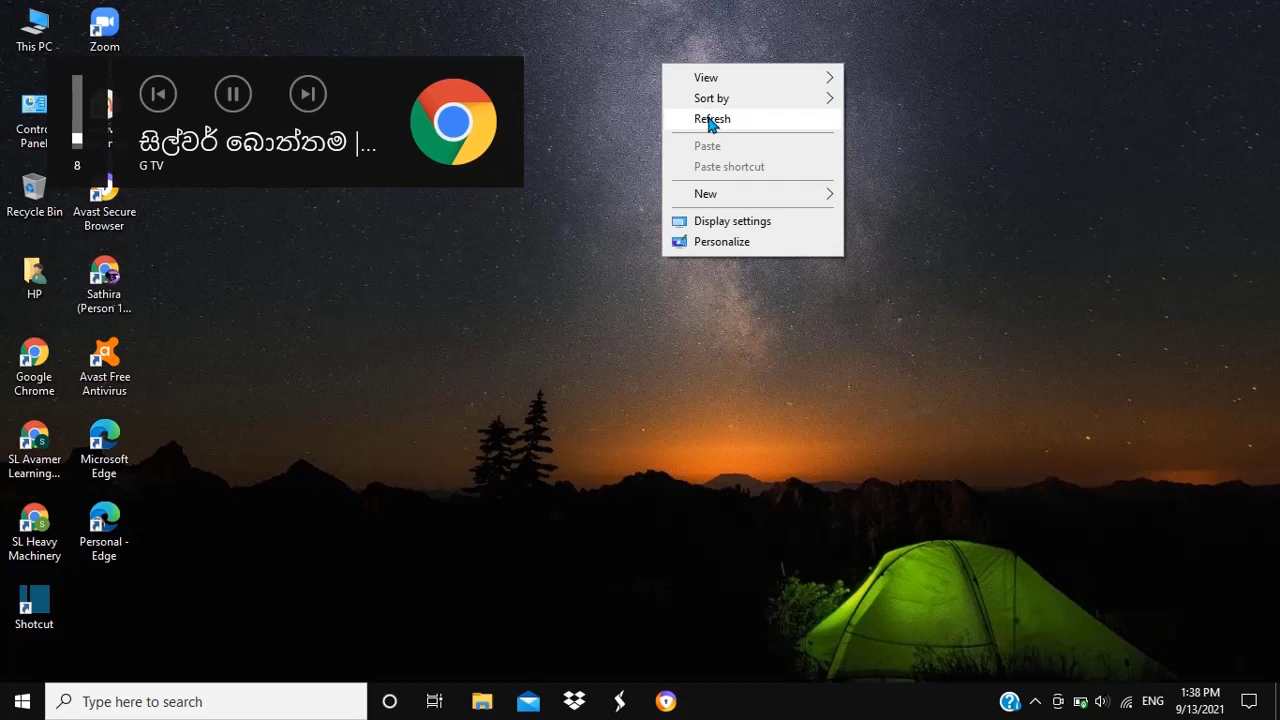 This PC
Zoom
Control
Panel
8
සිල්වර් බොත්තම |...
G TV
Recycle Bin
Avast Secure
Browser
HP
Sathira
(Person 1...
Google
Chrome
Avast Free
Antivirus
SL Avamer
Learning...
Microsoft
Edge
SL Heavy
Machinery
Personal -
Edge
Shotcut
View
Sort by
Refresh
Paste
Paste shortcut
New
Display settings
Personalize
Type here to search
ENG
1:38 PM
9/13/2021